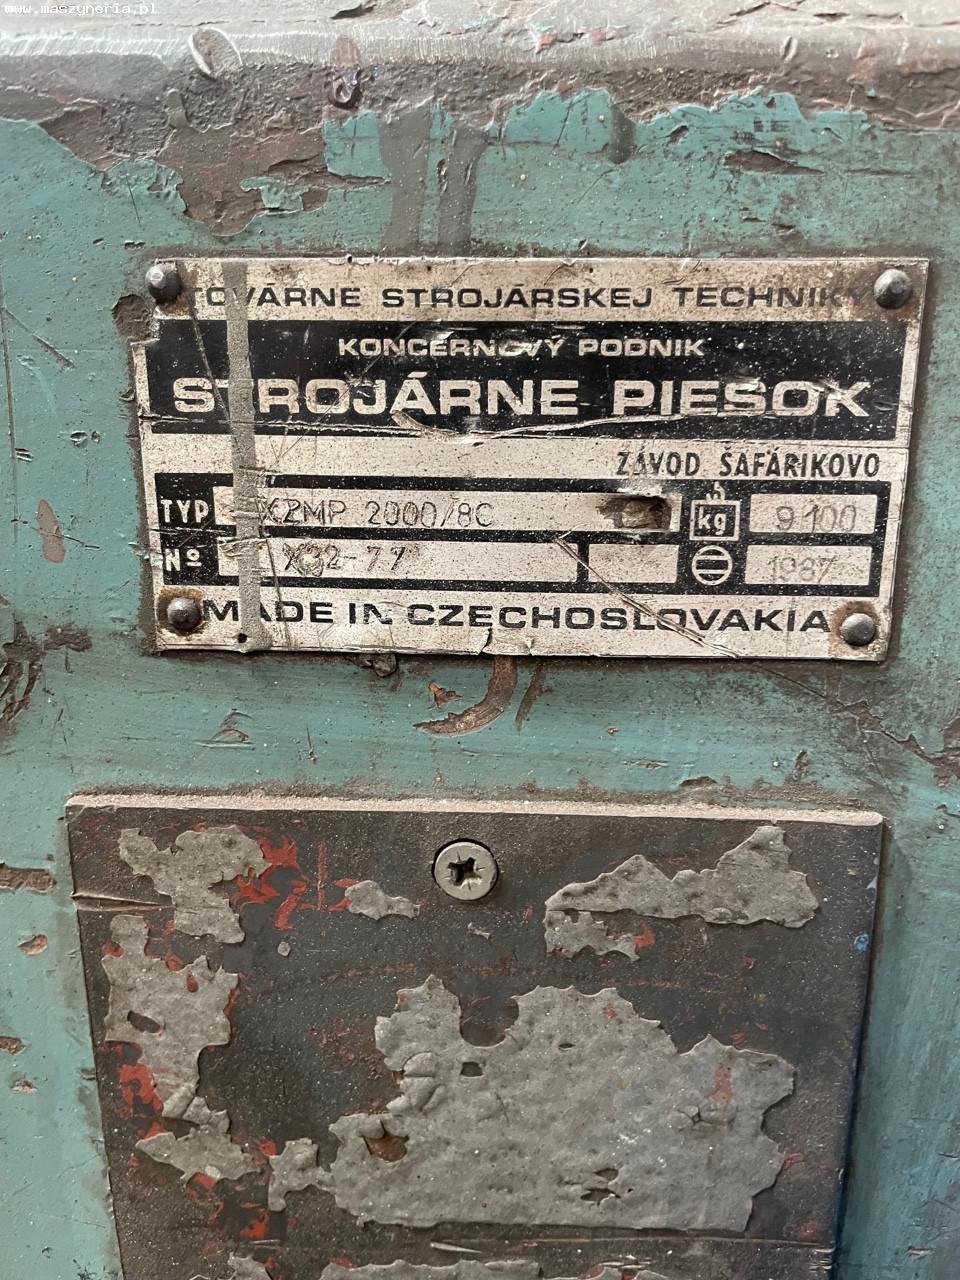 www.maszyneria.pl
TOVÁRNE STROJÁRSKEJ TECHNIKY
KONCERNOVÝ PODNIK
STROJÁRNE PIESOK
ZÁVOD ŠAFÁRIKOVO
TYP XZMP 2000/8C kg 9100
Nº 1987
MADE IN CZECHOSLOVAKIA